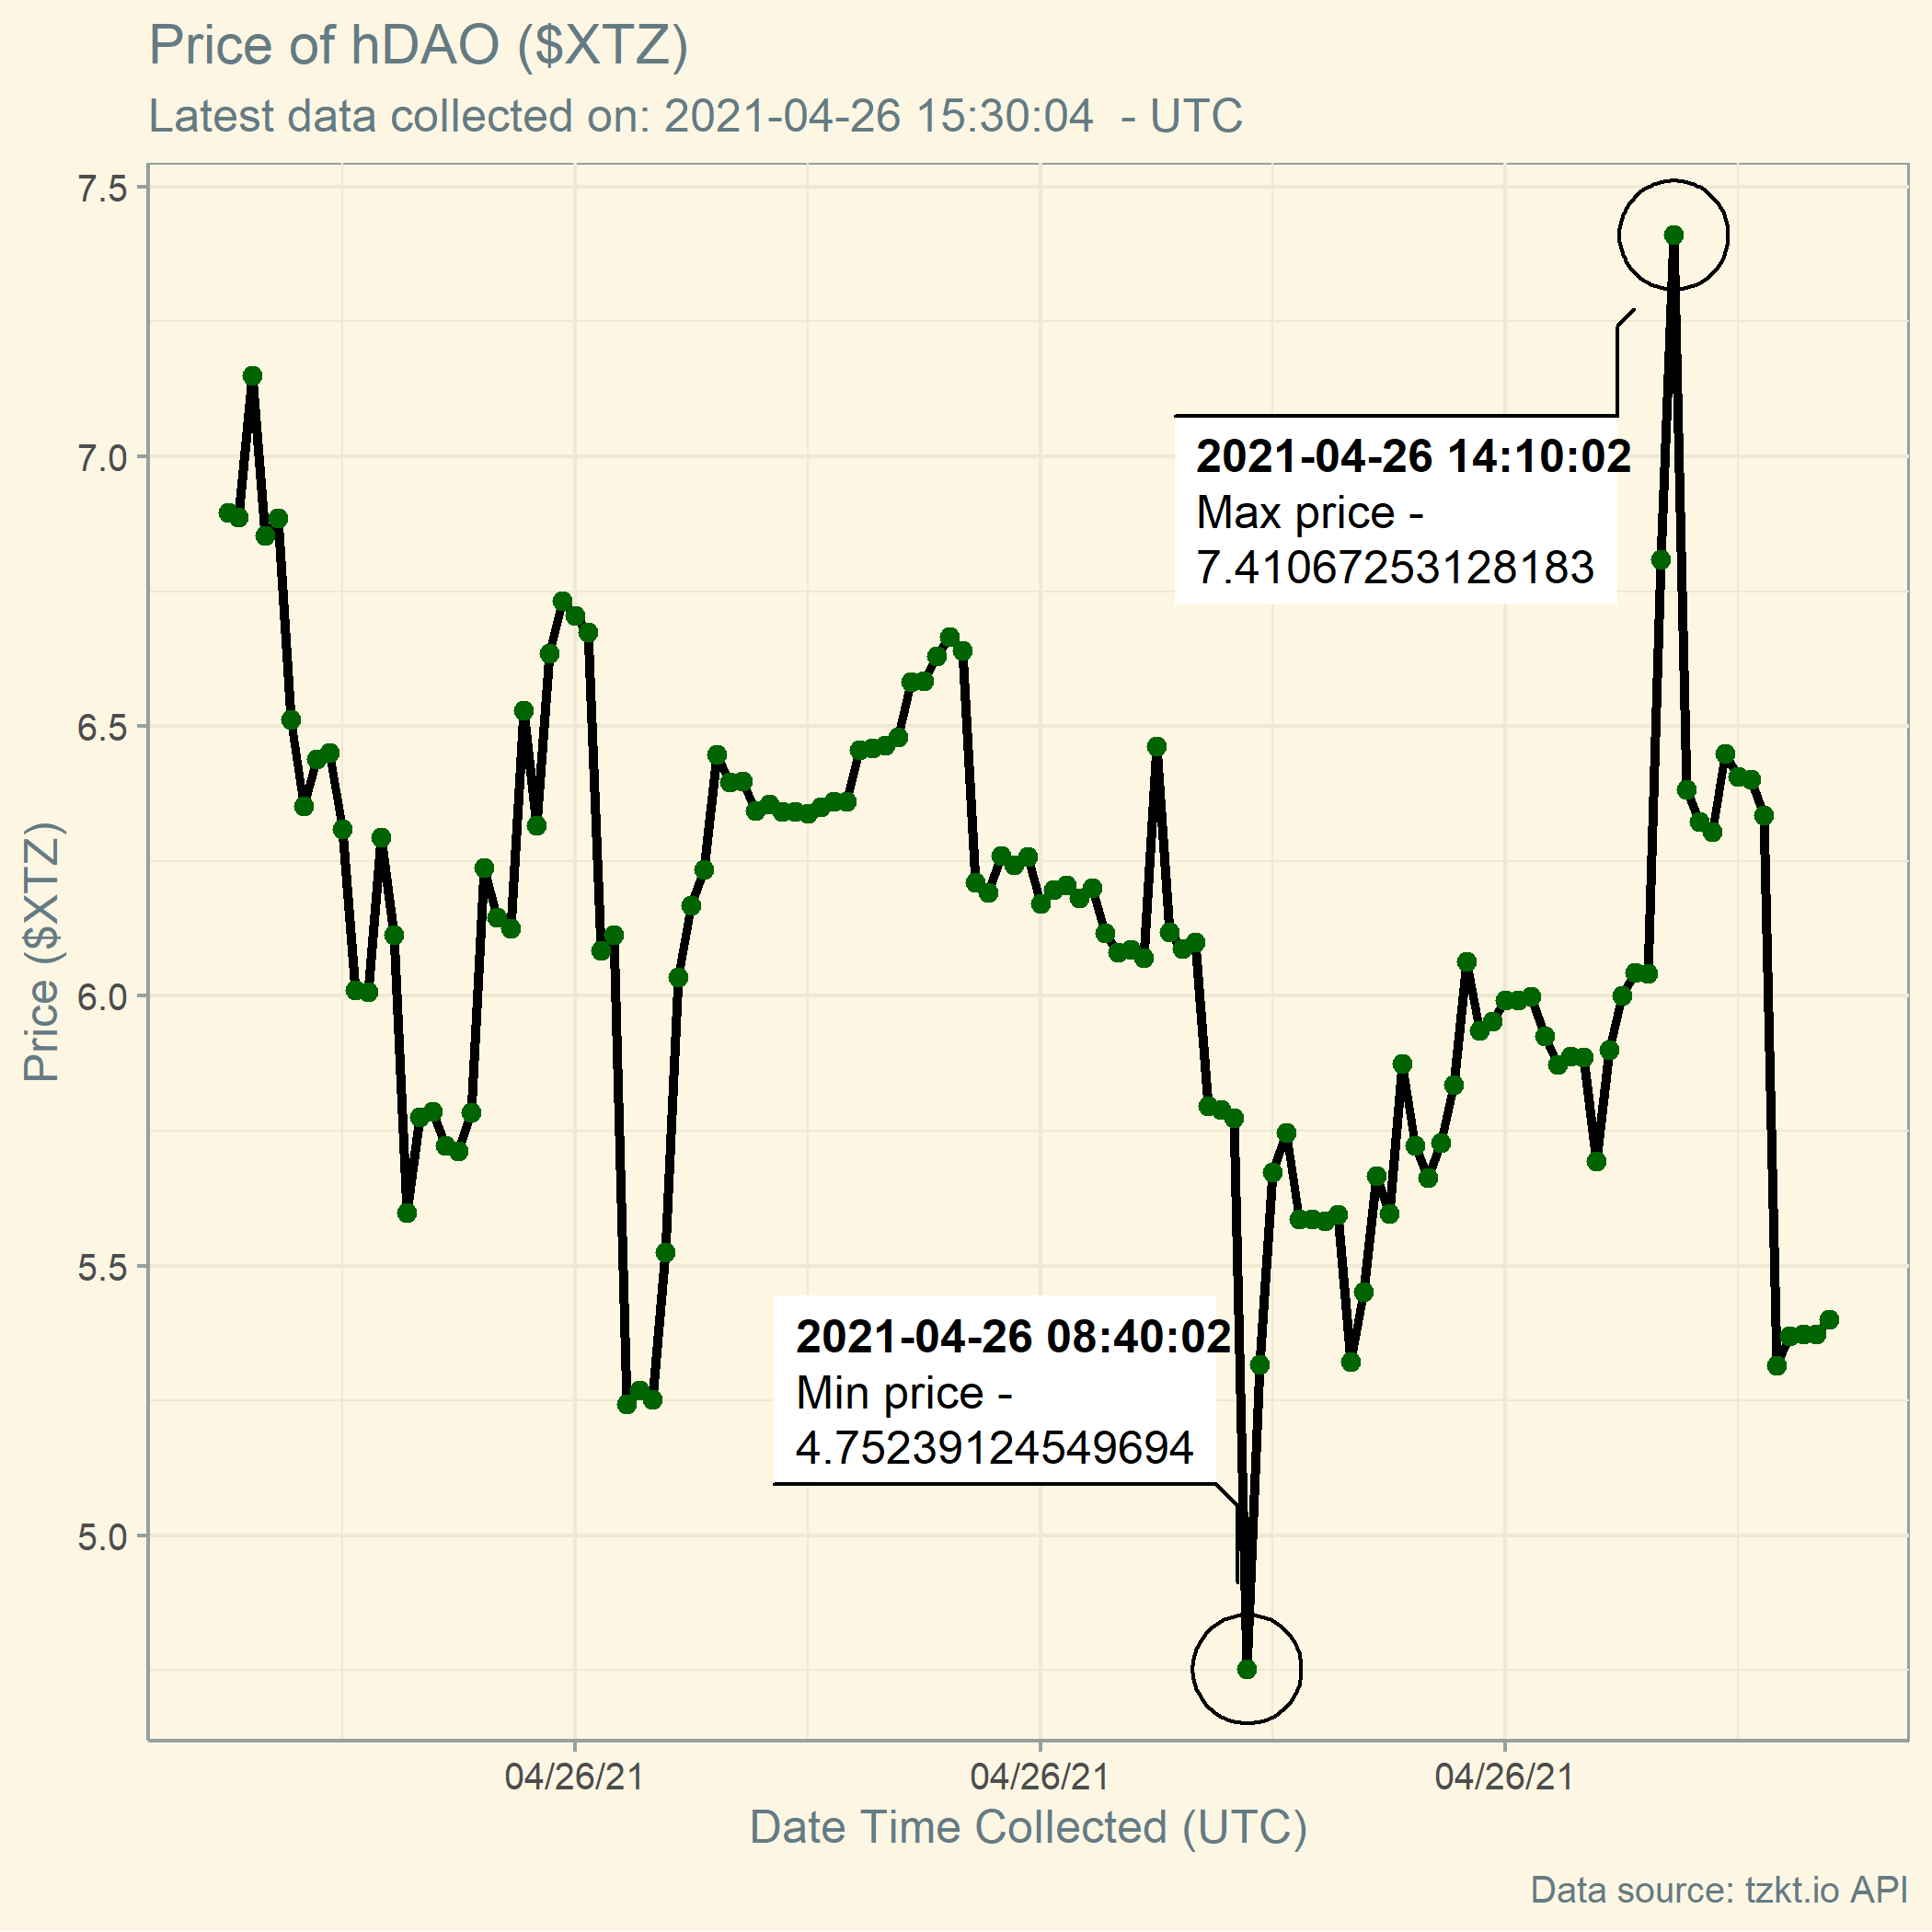 Price of hDAO ($XTZ)
Latest data collected on: 2021-04-26 15:30:04  - UTC
7.5
7.0
6.5
6.0
5.5
5.0
Price ($XTZ)
2021-04-26 14:10:02
Max price -
7.41067253128183
2021-04-26 08:40:02
Min price -
4.75239124549694
04/26/21
04/26/21
04/26/21
Date Time Collected (UTC)
Data source: tzkt.io API